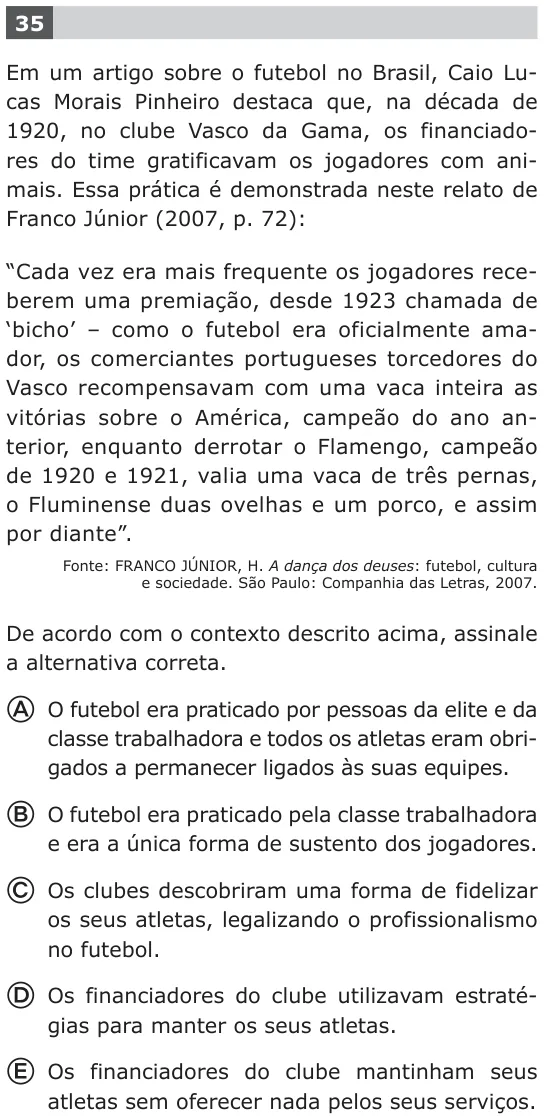 35
Em um artigo sobre o futebol no Brasil, Caio Lu-
cas Morais Pinheiro destaca que, na década de
1920, no clube Vasco da Gama, os financiado-
res do time gratificavam os jogadores com ani-
mais. Essa prática é demonstrada neste relato de
Franco Júnior (2007, p. 72):
“Cada vez era mais frequente os jogadores rece-
berem uma premiação, desde 1923 chamada de
‘bicho’ – como o futebol era oficialmente ama-
dor, os comerciantes portugueses torcedores do
Vasco recompensavam com uma vaca inteira as
vitórias sobre o América, campeão do ano an-
terior, enquanto derrotar o Flamengo, campeão
de 1920 e 1921, valia uma vaca de três pernas,
o Fluminense duas ovelhas e um porco, e assim
por diante”.
Fonte: FRANCO JÚNIOR, H. A dança dos deuses: futebol, cultura
e sociedade. São Paulo: Companhia das Letras, 2007.
De acordo com o contexto descrito acima, assinale
a alternativa correta.
A O futebol era praticado por pessoas da elite e da
classe trabalhadora e todos os atletas eram obri-
gados a permanecer ligados às suas equipes.
B O futebol era praticado pela classe trabalhadora
e era a única forma de sustento dos jogadores.
C Os clubes descobriram uma forma de fidelizar
os seus atletas, legalizando o profissionalismo
no futebol.
D Os financiadores do clube utilizavam estraté-
gias para manter os seus atletas.
E Os financiadores do clube mantinham seus
atletas sem oferecer nada pelos seus serviços.